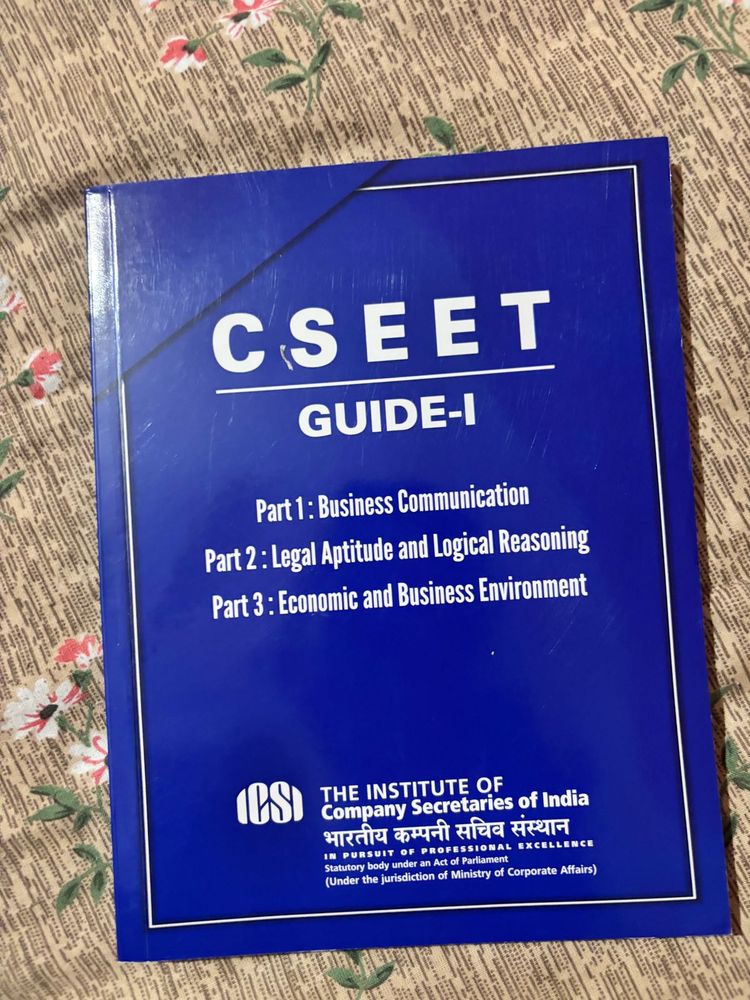 CSEET
GUIDE-I
Part 1 : Business Communication
Part 2 : Legal Aptitude and Logical Reasoning
Part 3 : Economic and Business Environment
ICSI
THE INSTITUTE OF
Company Secretaries of India
भारतीय कम्पनी सचिव संस्थान
IN PURSUIT OF PROFESSIONAL EXCELLENCE
Statutory body under an Act of Parliament
(Under the jurisdiction of Ministry of Corporate Affairs)